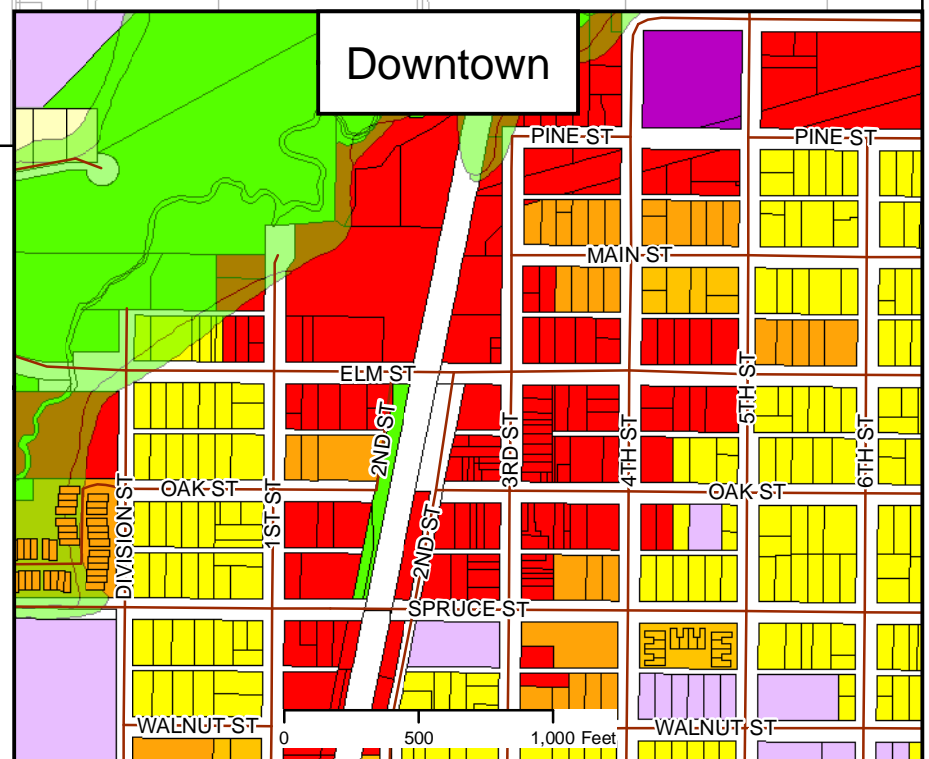 Downtown
PINE ST
PINE ST
MAIN ST
ELM ST
5TH ST
2ND ST
3RD ST
4TH ST
6TH ST
OAK ST
OAK ST
DIVISION ST
1ST ST
2ND ST
SPRUCE ST
WALNUT ST
WALNUT ST
0 500 1,000 Feet